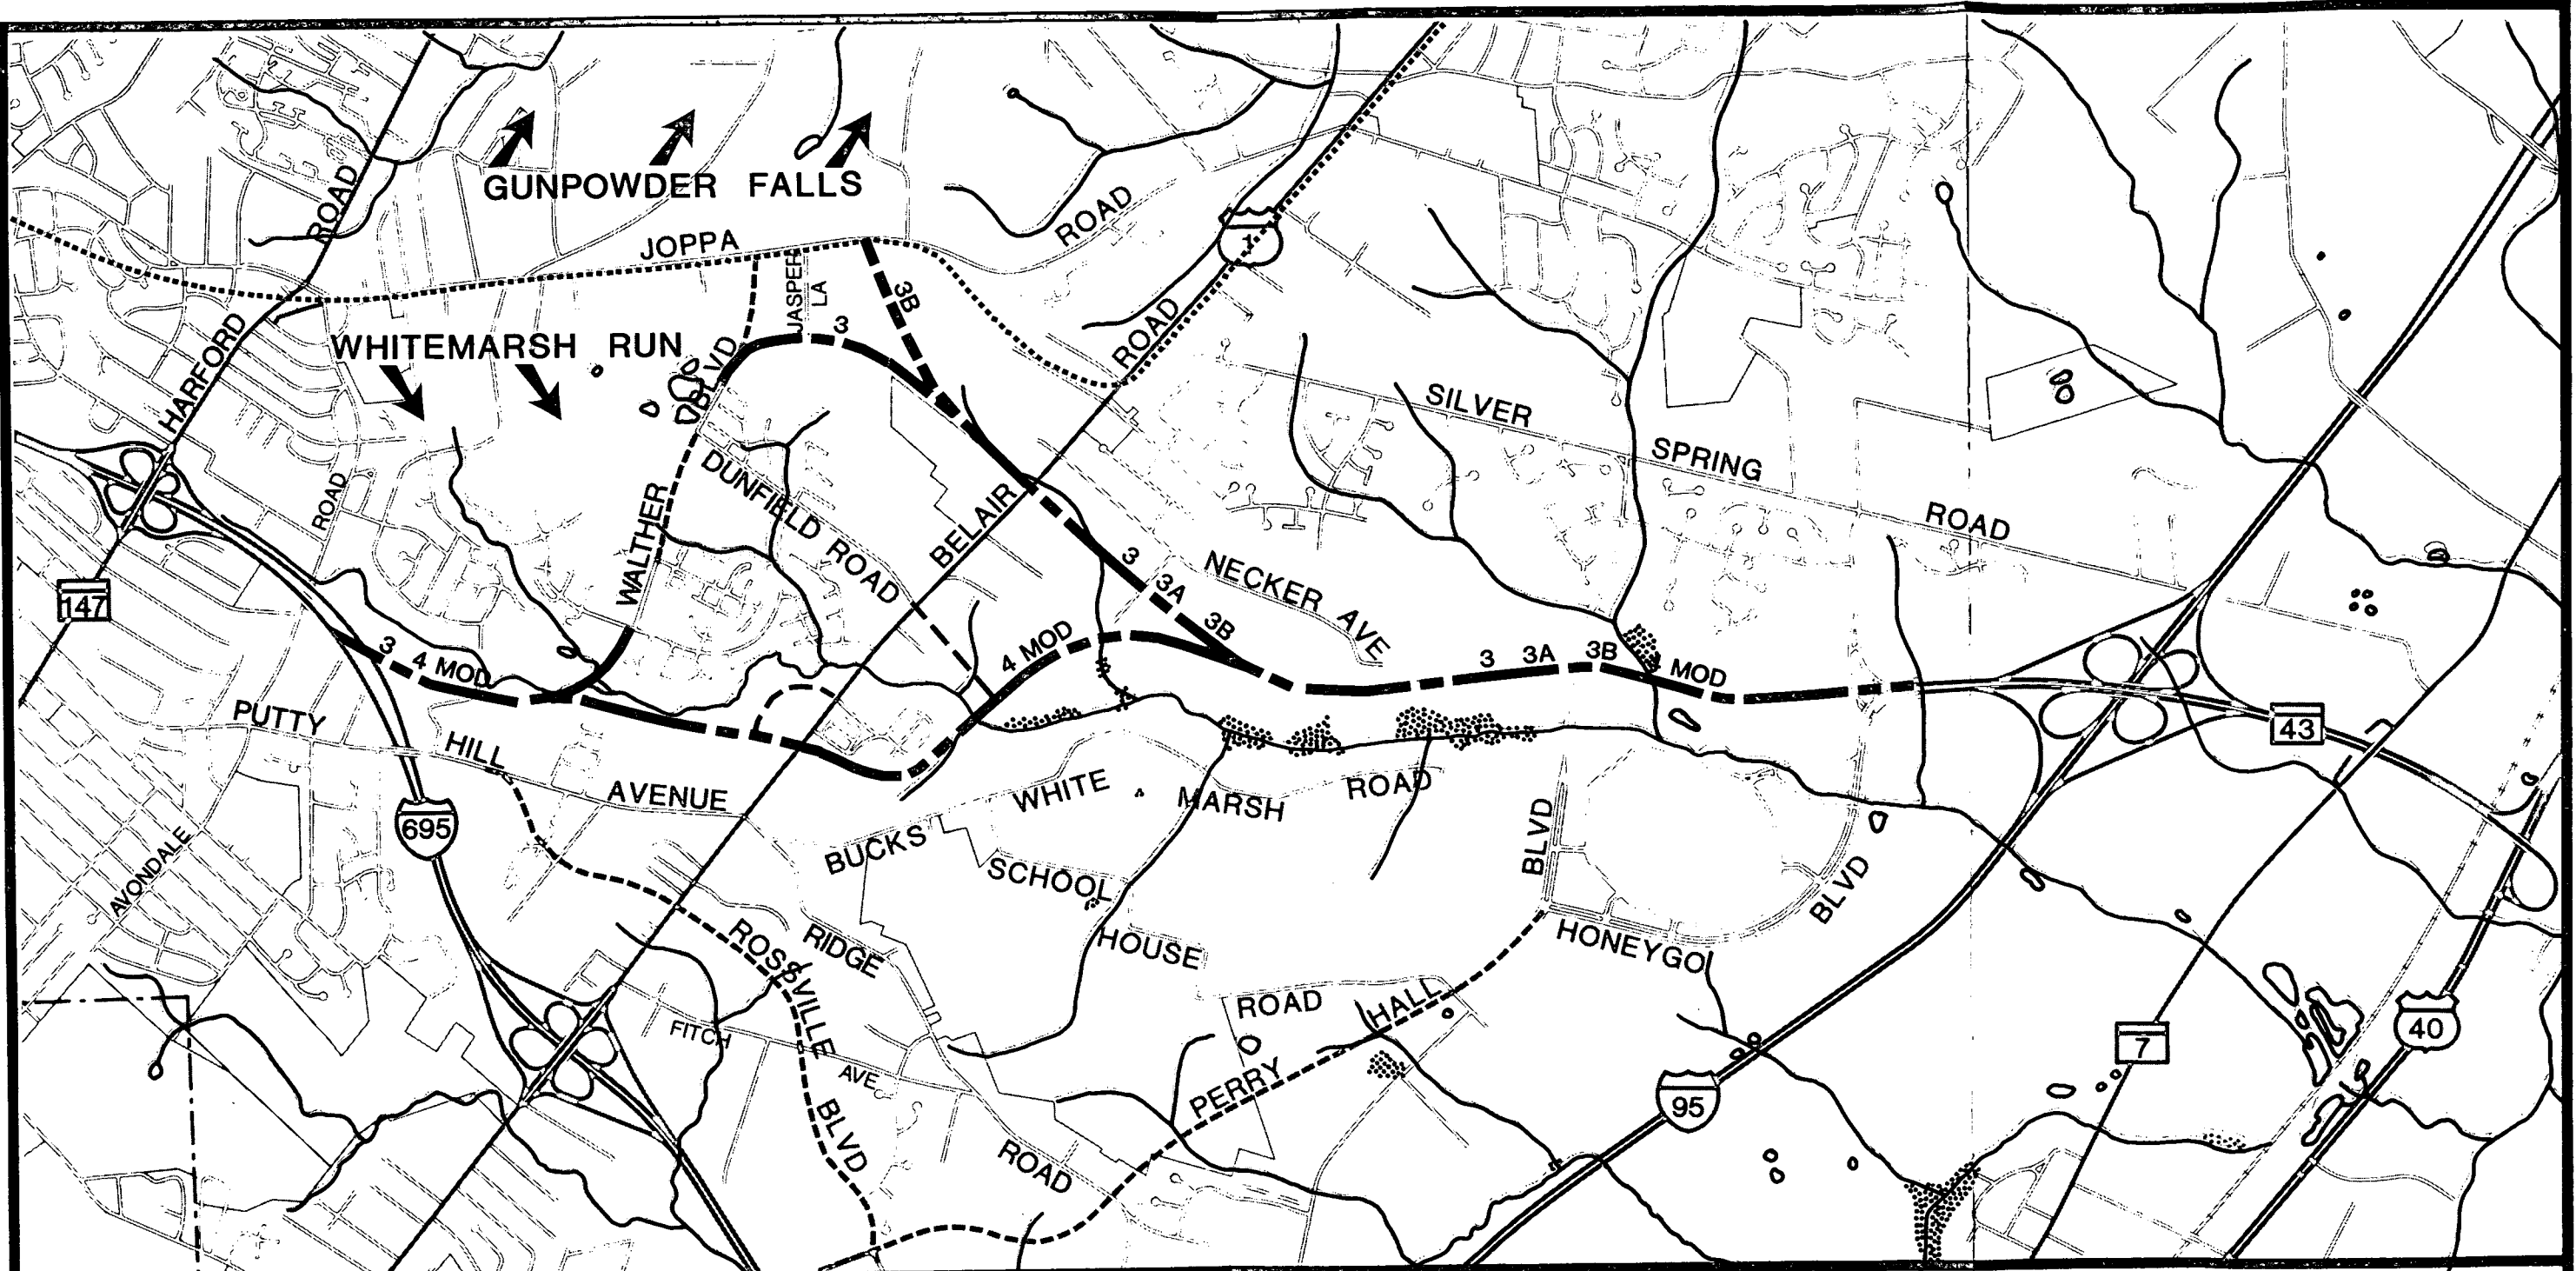 GUNPOWDER FALLS
ROAD
ROAD
1
JOPPA
JASPER LA
3B
3
ROAD
HARFORD
WHITEMARSH RUN
BLVD
SILVER
SPRING
ROAD
ROAD
DUNFIELD ROAD
WALTHER
BELAIR
NECKER AVE
3
3A
3B
147
3
4 MOD
4 MOD
3
3A
3B
4 MOD
43
PUTTY
HILL
AVENUE
WHITE
MARSH
ROAD
BUCKS
SCHOOL
HOUSE
ROAD
695
AVONDALE
BLVD
BLVD
HONEYGO
ROSSVILLE
BLVD
RIDGE
ROAD
FITCH
AVE
PERRY
HALL
95
7
40